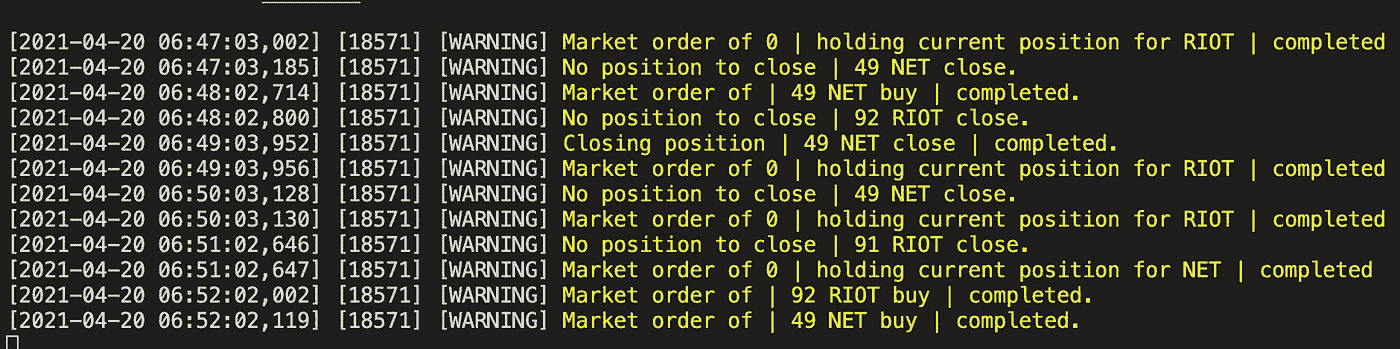 [2021-04-20 06:47:03,002] [18571] [WARNING] Market order of 0 | holding current position for RIOT | completed
[2021-04-20 06:47:03,185] [18571] [WARNING] No position to close | 49 NET close.
[2021-04-20 06:48:02,714] [18571] [WARNING] Market order of | 49 NET buy | completed.
[2021-04-20 06:48:02,800] [18571] [WARNING] No position to close | 92 RIOT close.
[2021-04-20 06:49:03,952] [18571] [WARNING] Closing position | 49 NET close | completed.
[2021-04-20 06:49:03,956] [18571] [WARNING] Market order of 0 | holding current position for RIOT | completed
[2021-04-20 06:50:03,128] [18571] [WARNING] No position to close | 49 NET close.
[2021-04-20 06:50:03,130] [18571] [WARNING] Market order of 0 | holding current position for RIOT | completed
[2021-04-20 06:51:02,646] [18571] [WARNING] No position to close | 91 RIOT close.
[2021-04-20 06:51:02,647] [18571] [WARNING] Market order of 0 | holding current position for NET | completed
[2021-04-20 06:52:02,002] [18571] [WARNING] Market order of | 92 RIOT buy | completed.
[2021-04-20 06:52:02,119] [18571] [WARNING] Market order of | 49 NET buy | completed.